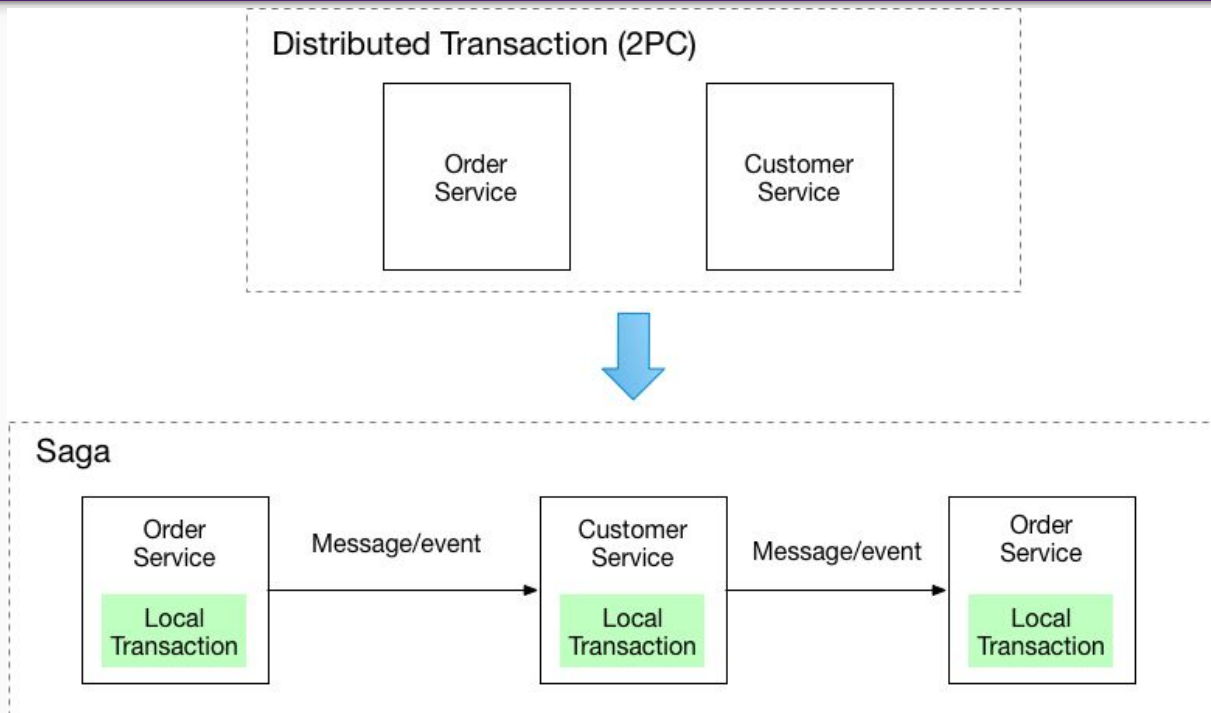 Distributed Transaction (2PC)
Order
Service
Customer
Service
Saga
Order
Service
Local
Transaction
Message/event
Customer
Service
Local
Transaction
Message/event
Order
Service
Local
Transaction